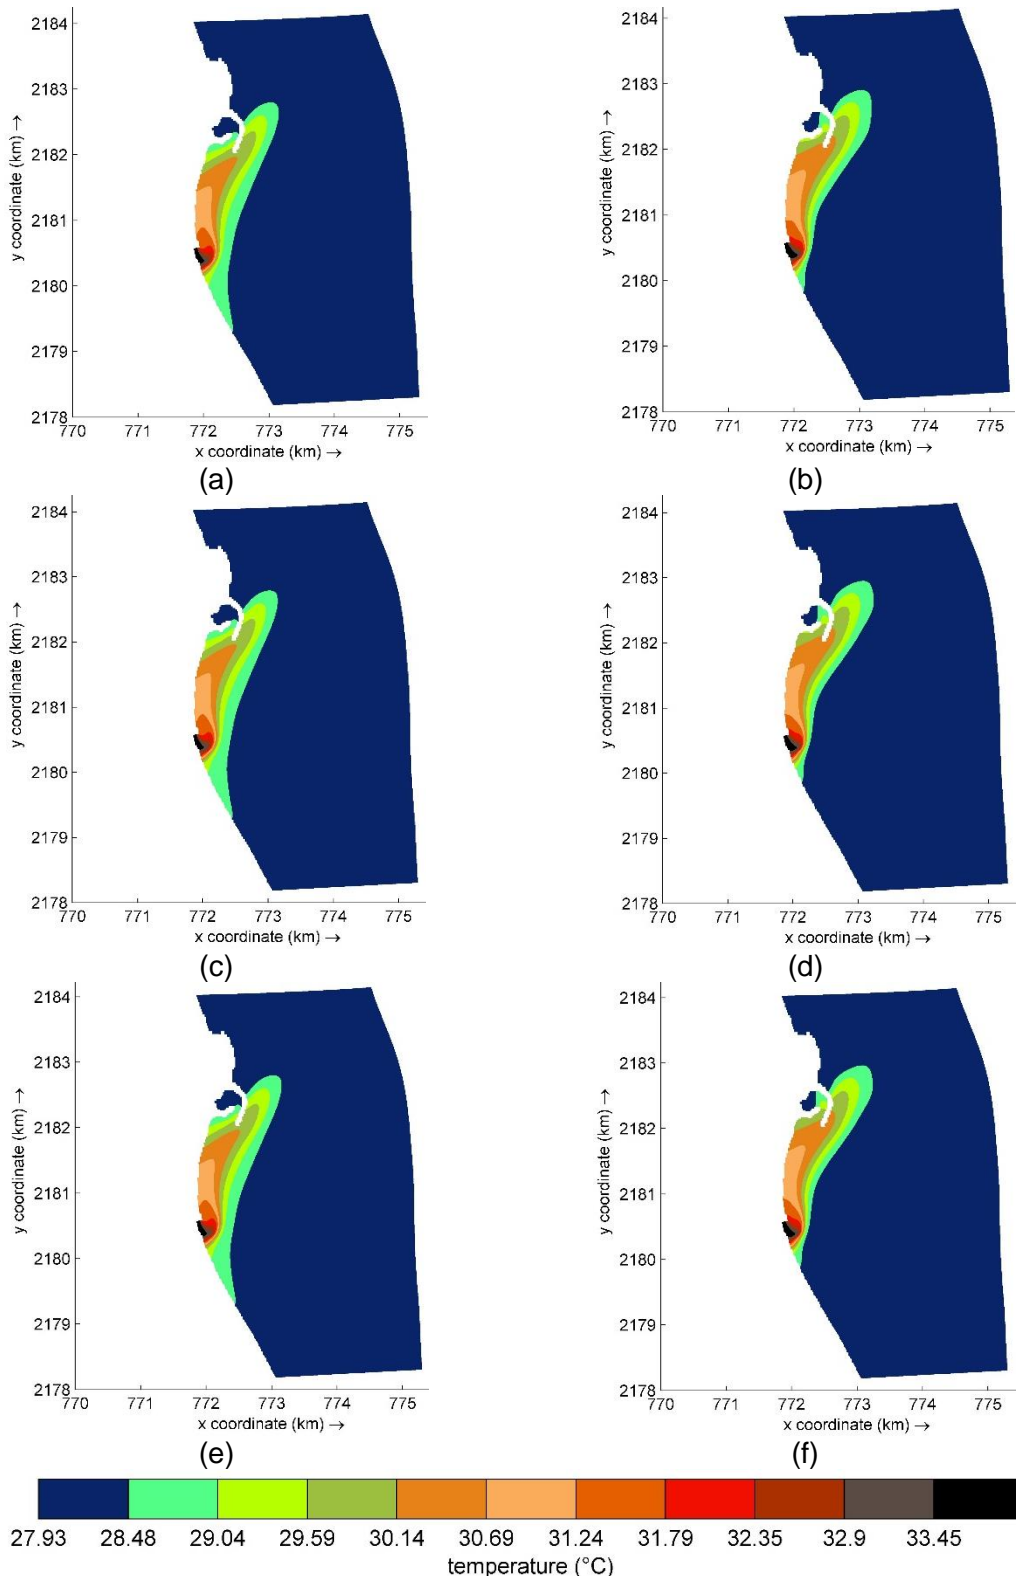 2184
2183
2182
2181
2180
2179
2178
y coordinate (km) →
770 771 772 773 774 775
x coordinate (km) →
(a)
2184
2183
2182
2181
2180
2179
2178
y coordinate (km) →
770 771 772 773 774 775
x coordinate (km) →
(b)
2184
2183
2182
2181
2180
2179
2178
y coordinate (km) →
770 771 772 773 774 775
x coordinate (km) →
(c)
2184
2183
2182
2181
2180
2179
2178
y coordinate (km) →
770 771 772 773 774 775
x coordinate (km) →
(d)
2184
2183
2182
2181
2180
2179
2178
y coordinate (km) →
770 771 772 773 774 775
x coordinate (km) →
(e)
2184
2183
2182
2181
2180
2179
2178
y coordinate (km) →
770 771 772 773 774 775
x coordinate (km) →
(f)
27.93 28.48 29.04 29.59 30.14 30.69 31.24 31.79 32.35 32.9 33.45
temperature (°C)